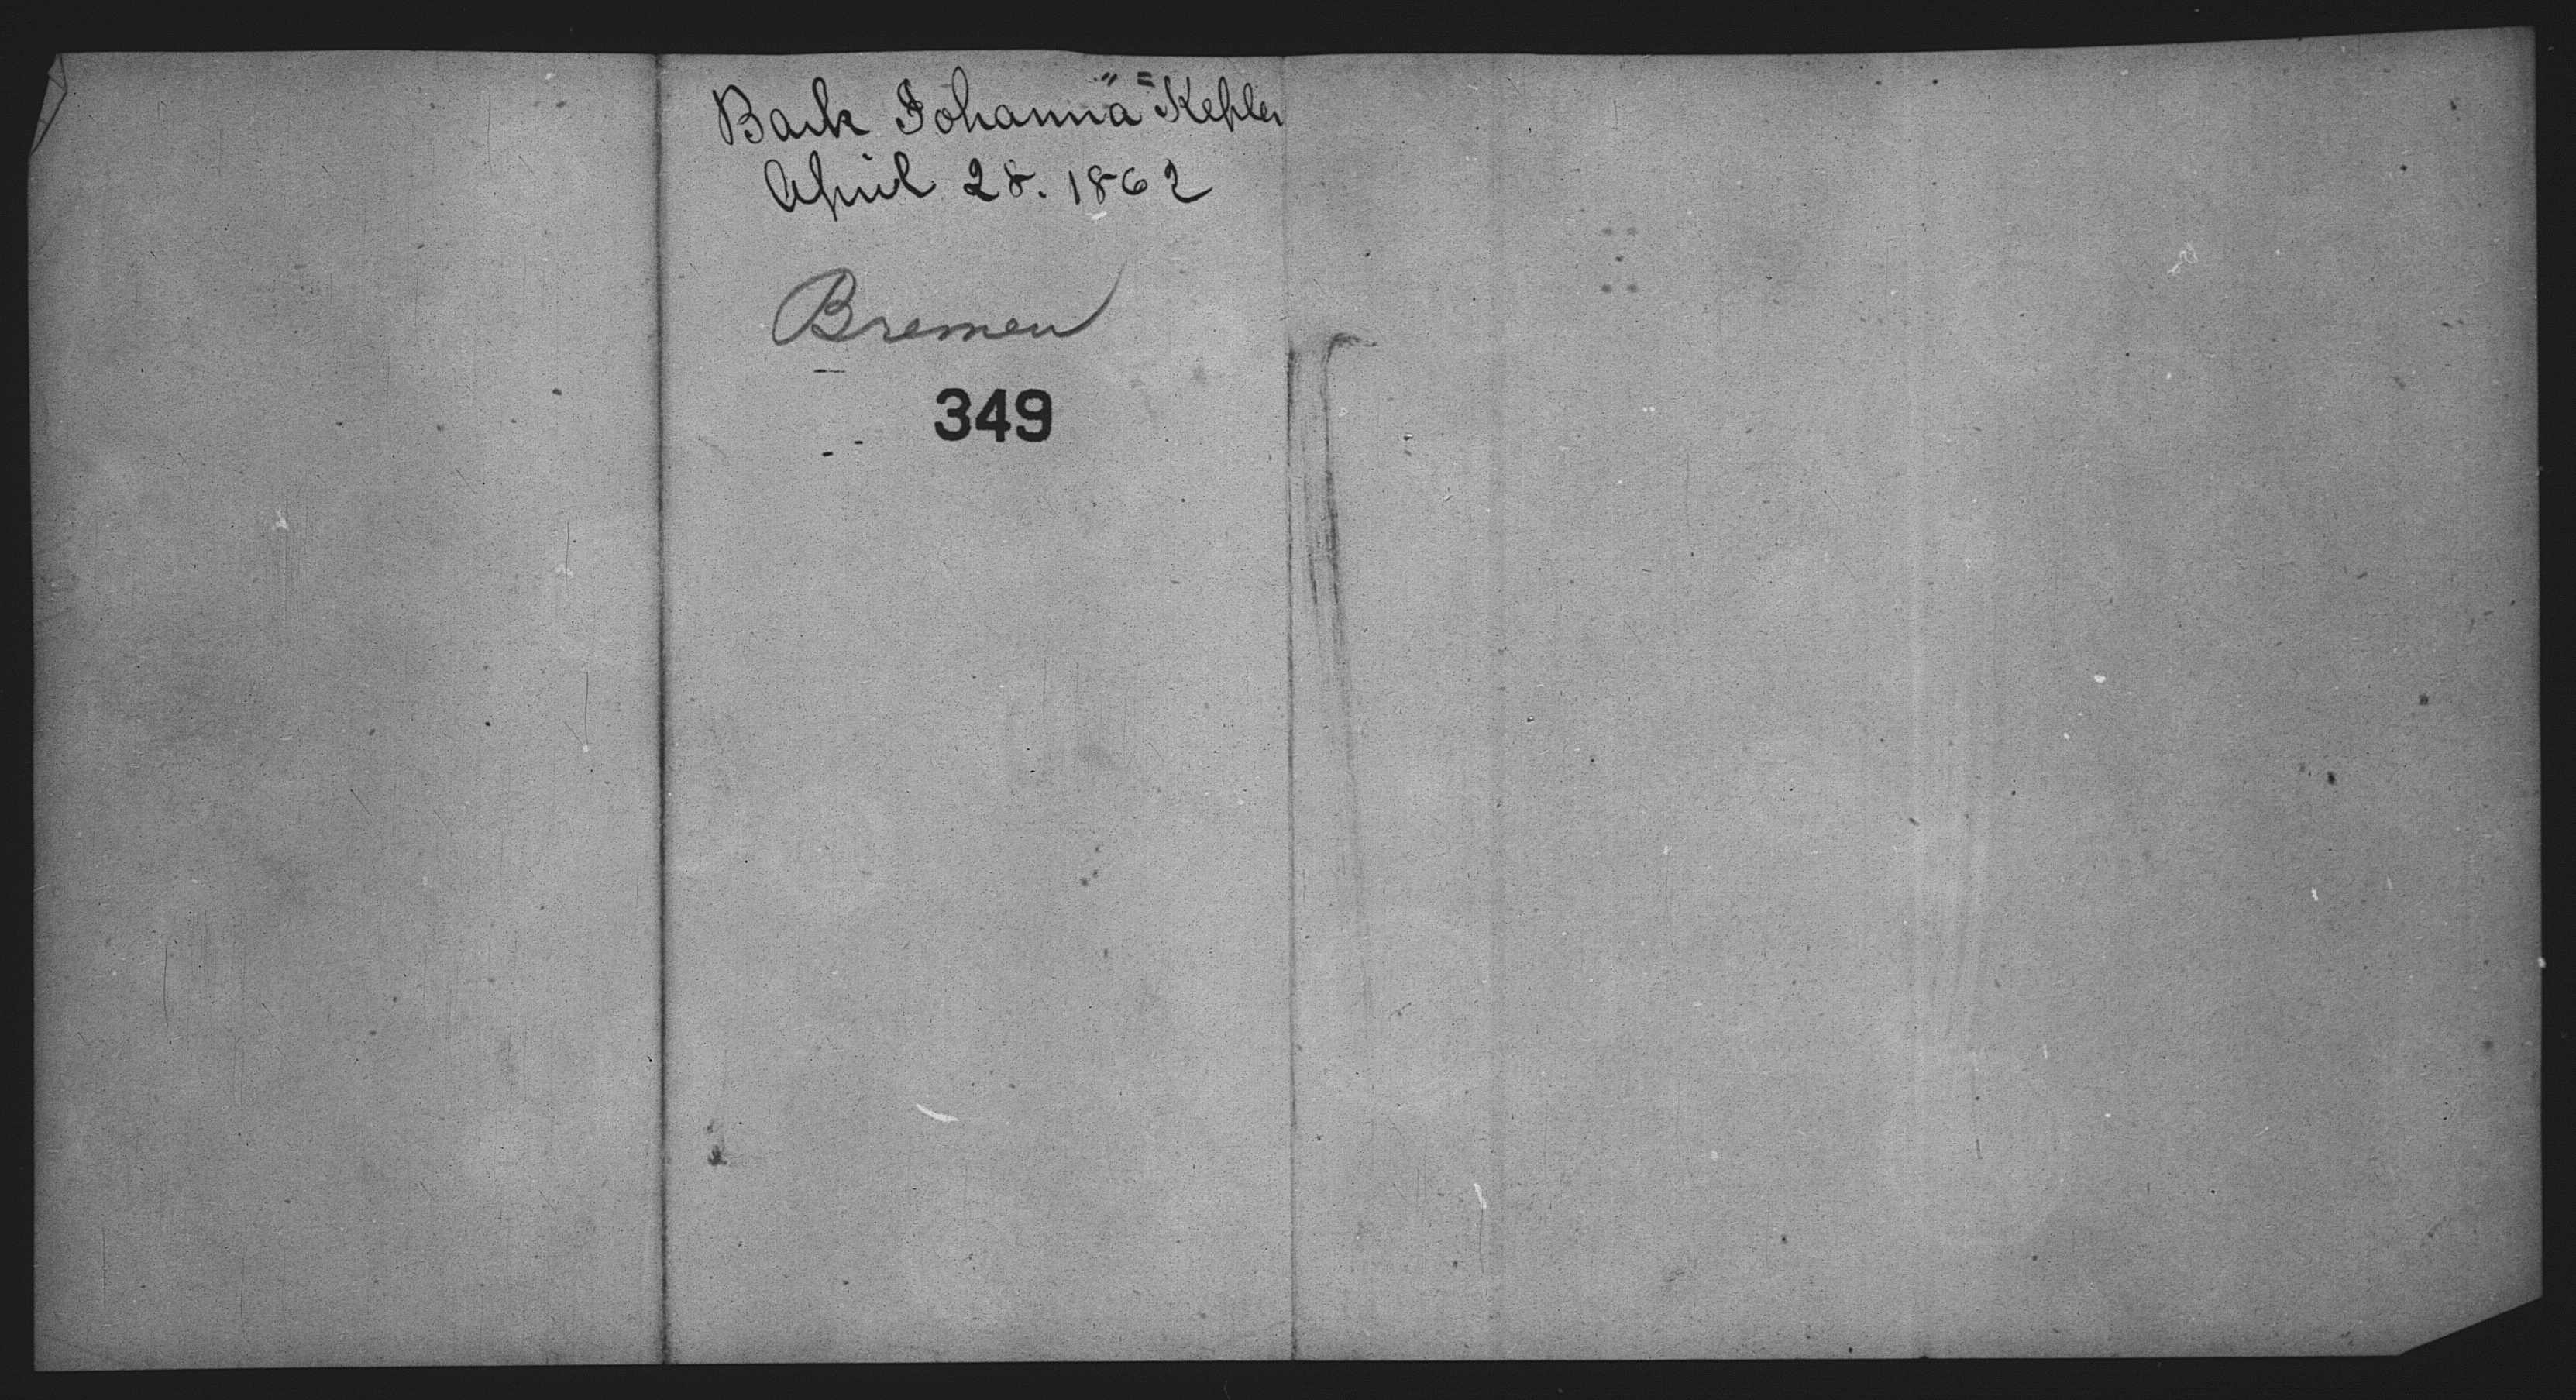 Bark Johanna" = Kepler
April 28. 1862
Bremen
349